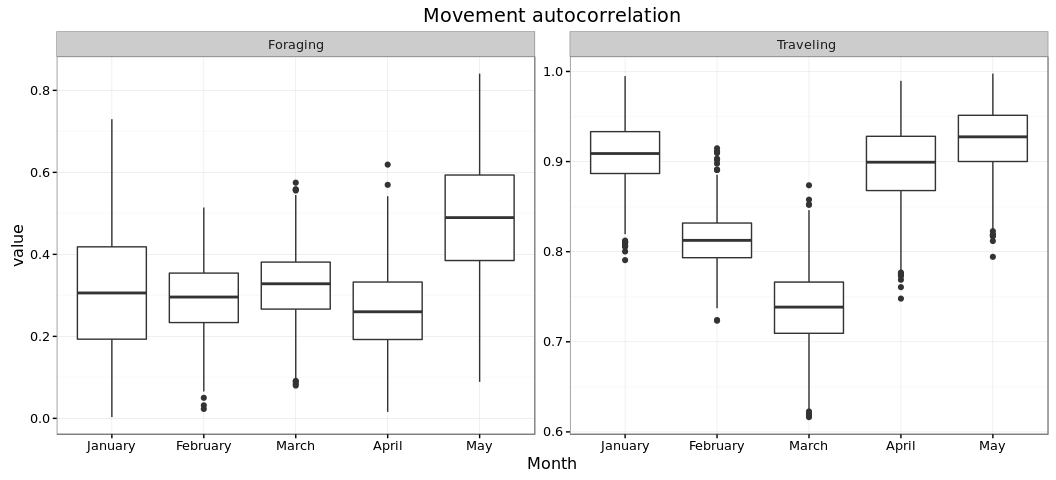 Movement autocorrelation
Foraging
Traveling
value
0.8
0.6
0.4
0.2
0.0
1.0
0.9
0.8
0.7
0.6
January February March April May
January February March April May
Month